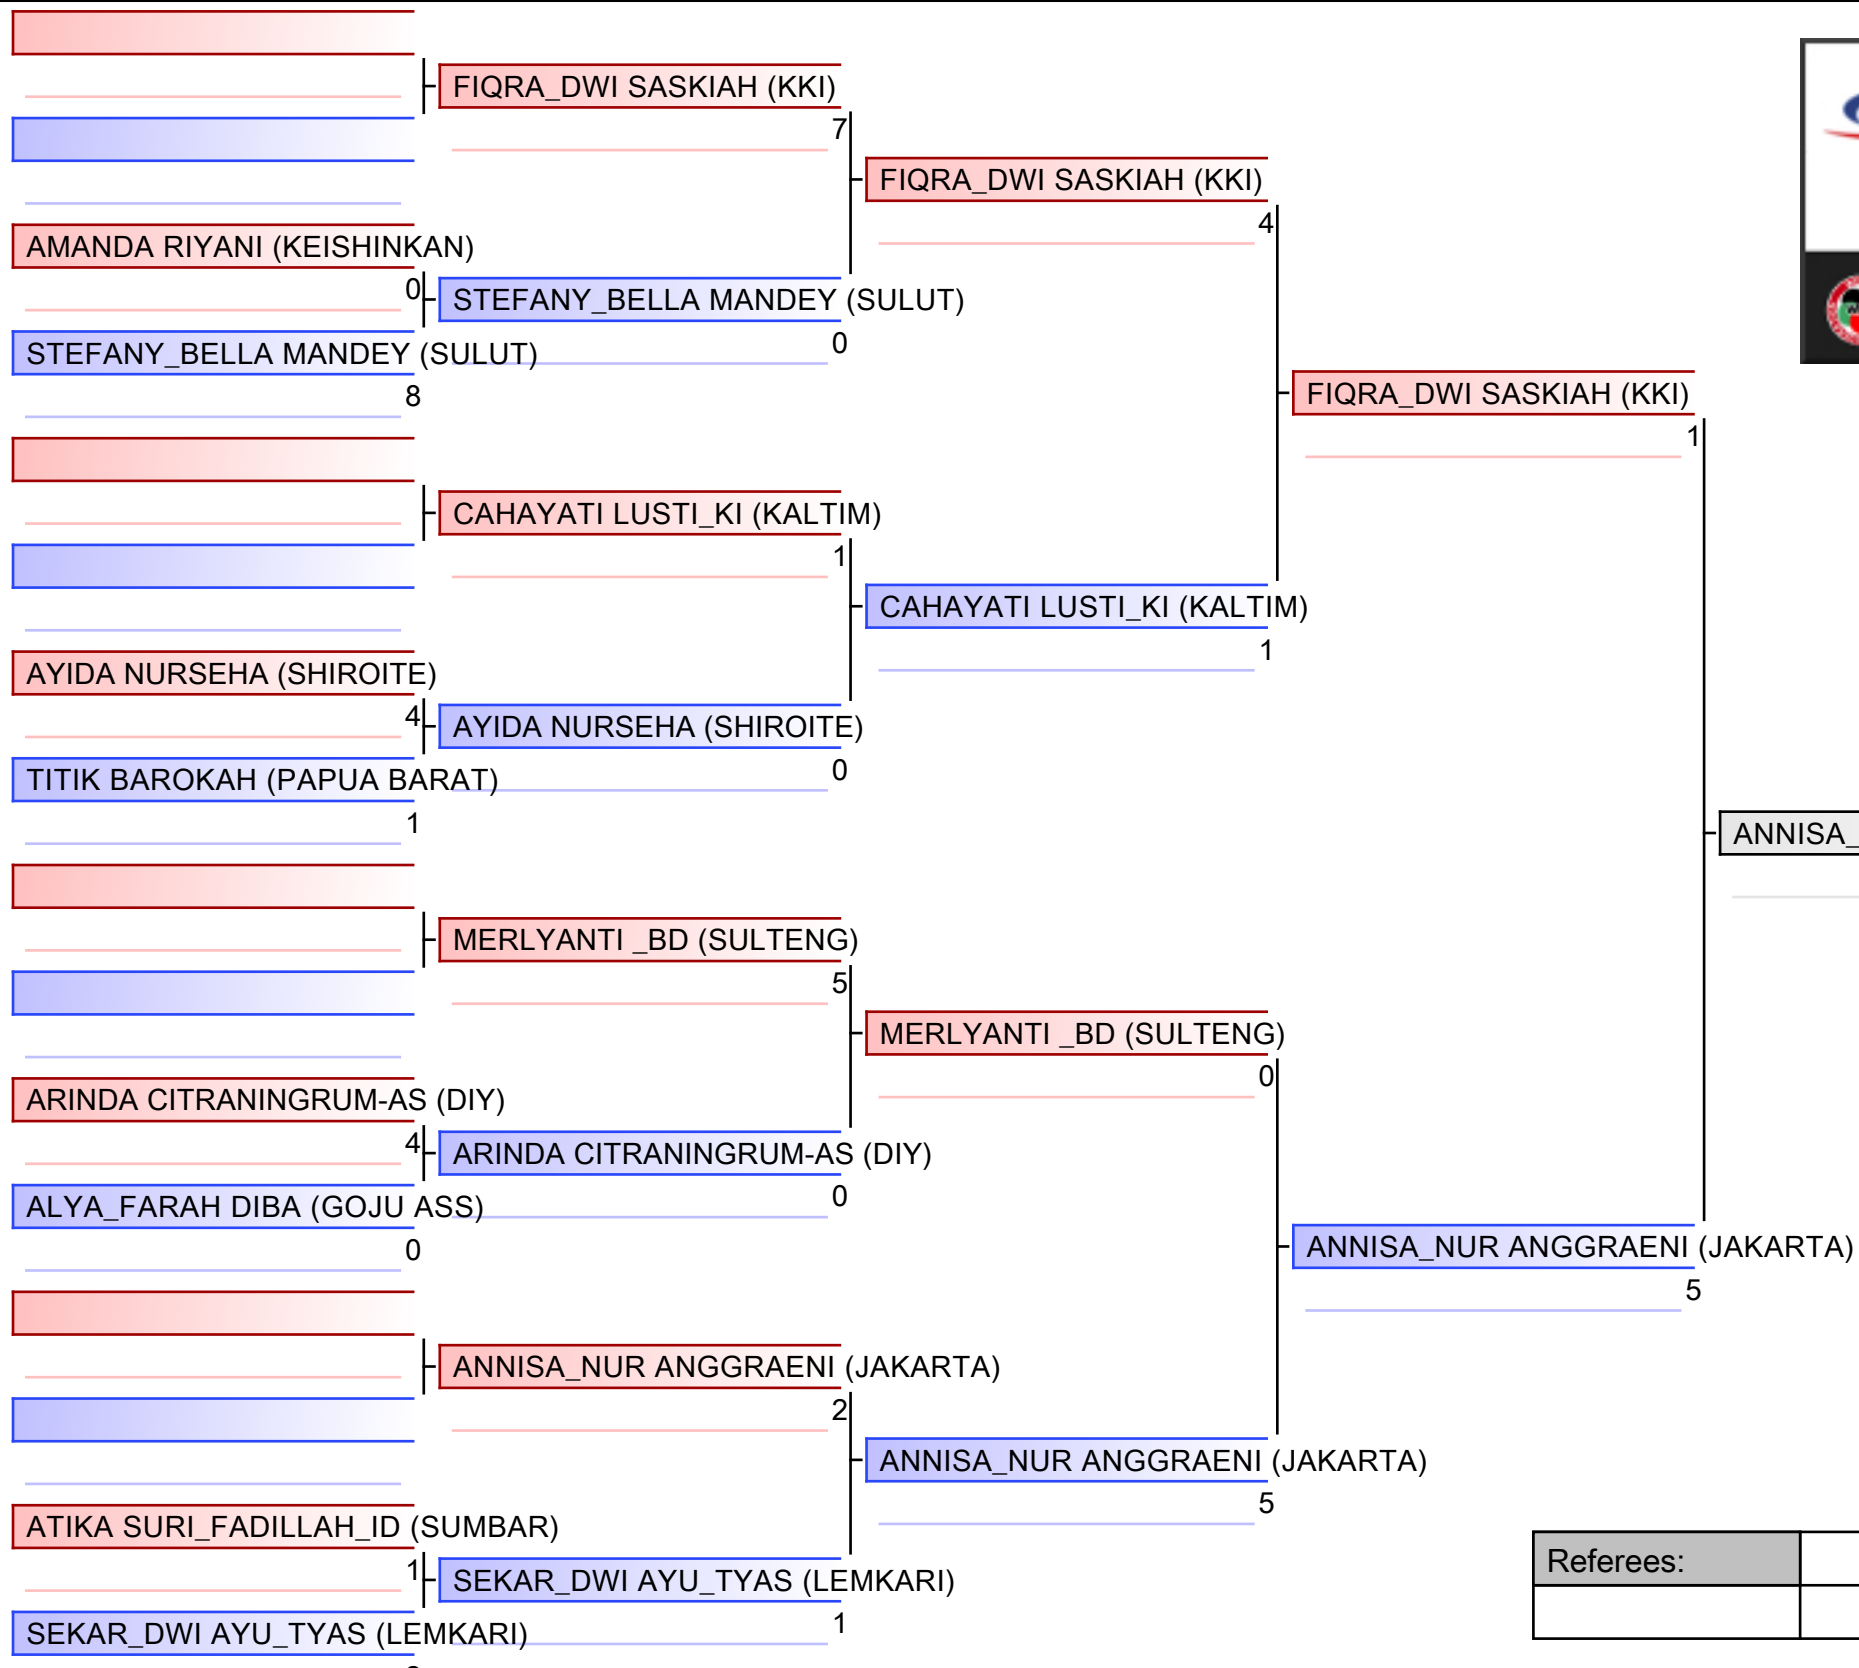 FIQRA_DWI SASKIAH (KKI)
7
FIQRA_DWI SASKIAH (KKI)
4
AMANDA RIYANI (KEISHINKAN)
0
STEFANY_BELLA MANDEY (SULUT)
0
STEFANY_BELLA MANDEY (SULUT)
8
FIQRA_DWI SASKIAH (KKI)
1
CAHAYATI LUSTI_KI (KALTIM)
1
CAHAYATI LUSTI_KI (KALTIM)
1
AYIDA NURSEHA (SHIROITE)
4
AYIDA NURSEHA (SHIROITE)
0
TITIK BAROKAH (PAPUA BARAT)
1
ANNISA_
MERLYANTI _BD (SULTENG)
5
MERLYANTI _BD (SULTENG)
0
ARINDA CITRANINGRUM-AS (DIY)
4
ARINDA CITRANINGRUM-AS (DIY)
0
ALYA_FARAH DIBA (GOJU ASS)
0
ANNISA_NUR ANGGRAENI (JAKARTA)
5
ANNISA_NUR ANGGRAENI (JAKARTA)
2
ANNISA_NUR ANGGRAENI (JAKARTA)
5
ATIKA SURI_FADILLAH_ID (SUMBAR)
1
SEKAR_DWI AYU_TYAS (LEMKARI)
1
SEKAR_DWI AYU_TYAS (LEMKARI)
Referees: